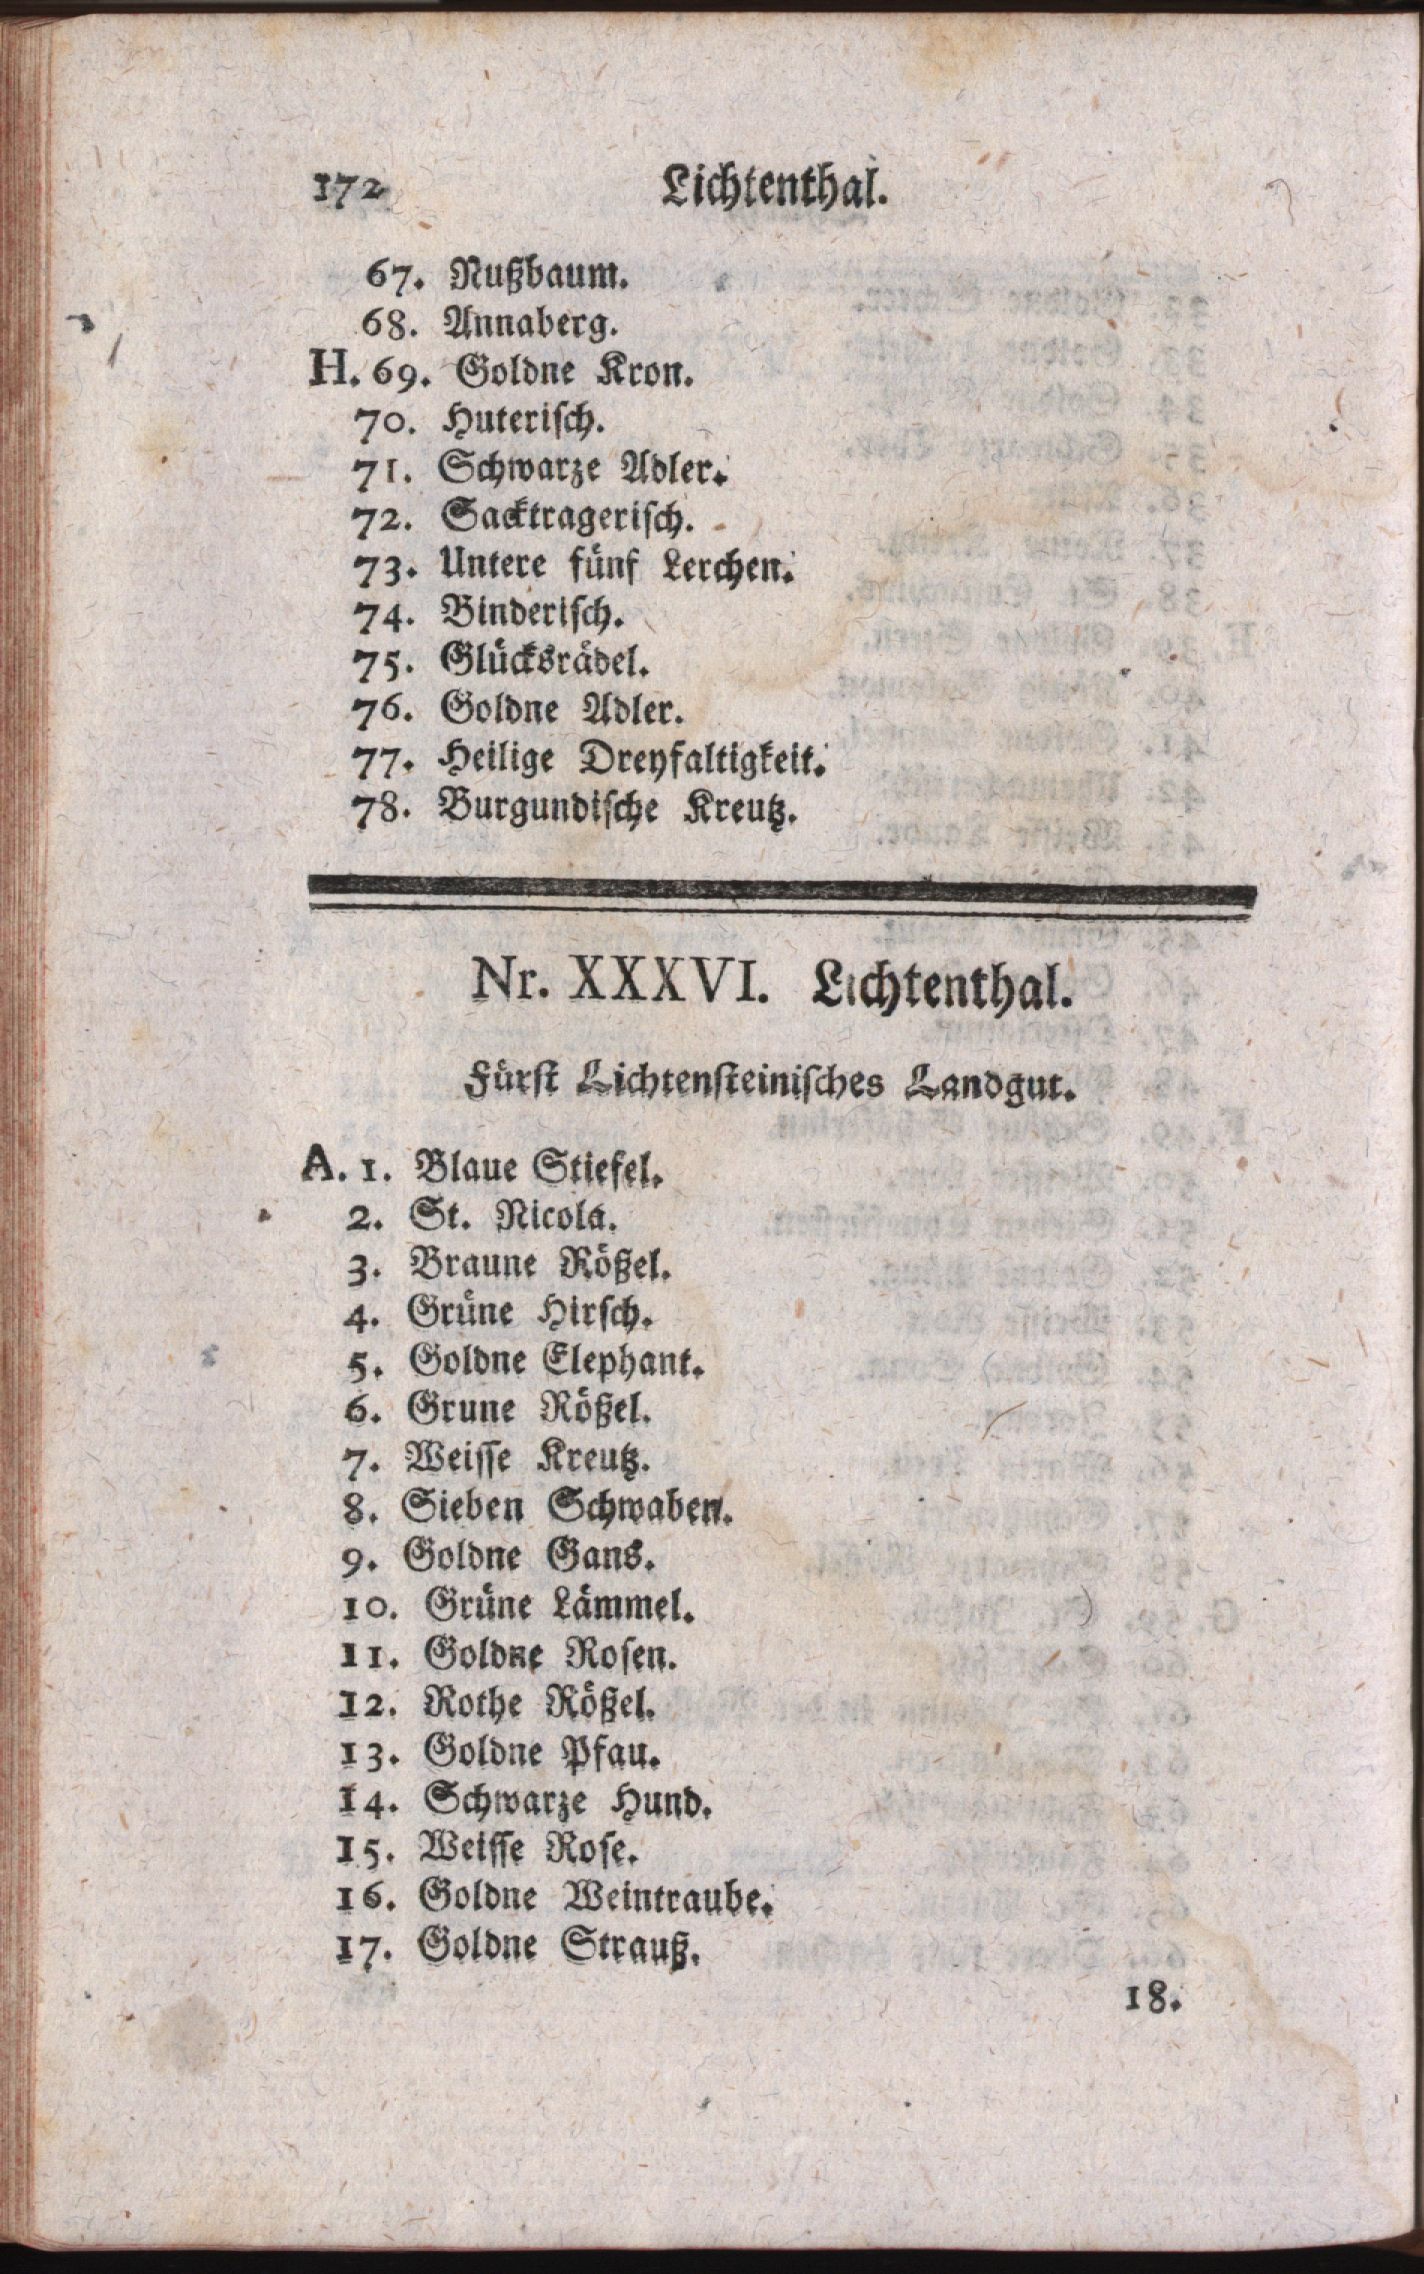 172 Lichtenthal.
67. Nußbaum.
68. Annaberg.
H. 69. Goldne Kron.
70. Huterisch.
71. Schwarze Adler.
72. Sacktragerisch.
73. Untere fünf Lerchen.
74. Binderisch.
75. Glücksrädel.
76. Goldne Adler.
77. Heilige Dreyfaltigkeit.
78. Burgundische Kreutz.
Nr. XXXVI. Lichtenthal.
Fürst Lichtensteinisches Landgut.
A. 1. Blaue Stiefel.
2. St. Nicola.
3. Braune Rößel.
4. Grüne Hirsch.
5. Goldne Elephant.
6. Grune Rößel.
7. Weisse Kreutz.
8. Sieben Schwaben.
9. Goldne Gans.
10. Grüne Lämmel.
11. Goldne Rosen.
12. Rothe Rößel.
13. Goldne Pfau.
14. Schwarze Hund.
15. Weisse Rose.
16. Goldne Weintraube.
17. Goldne Strauß.
18.